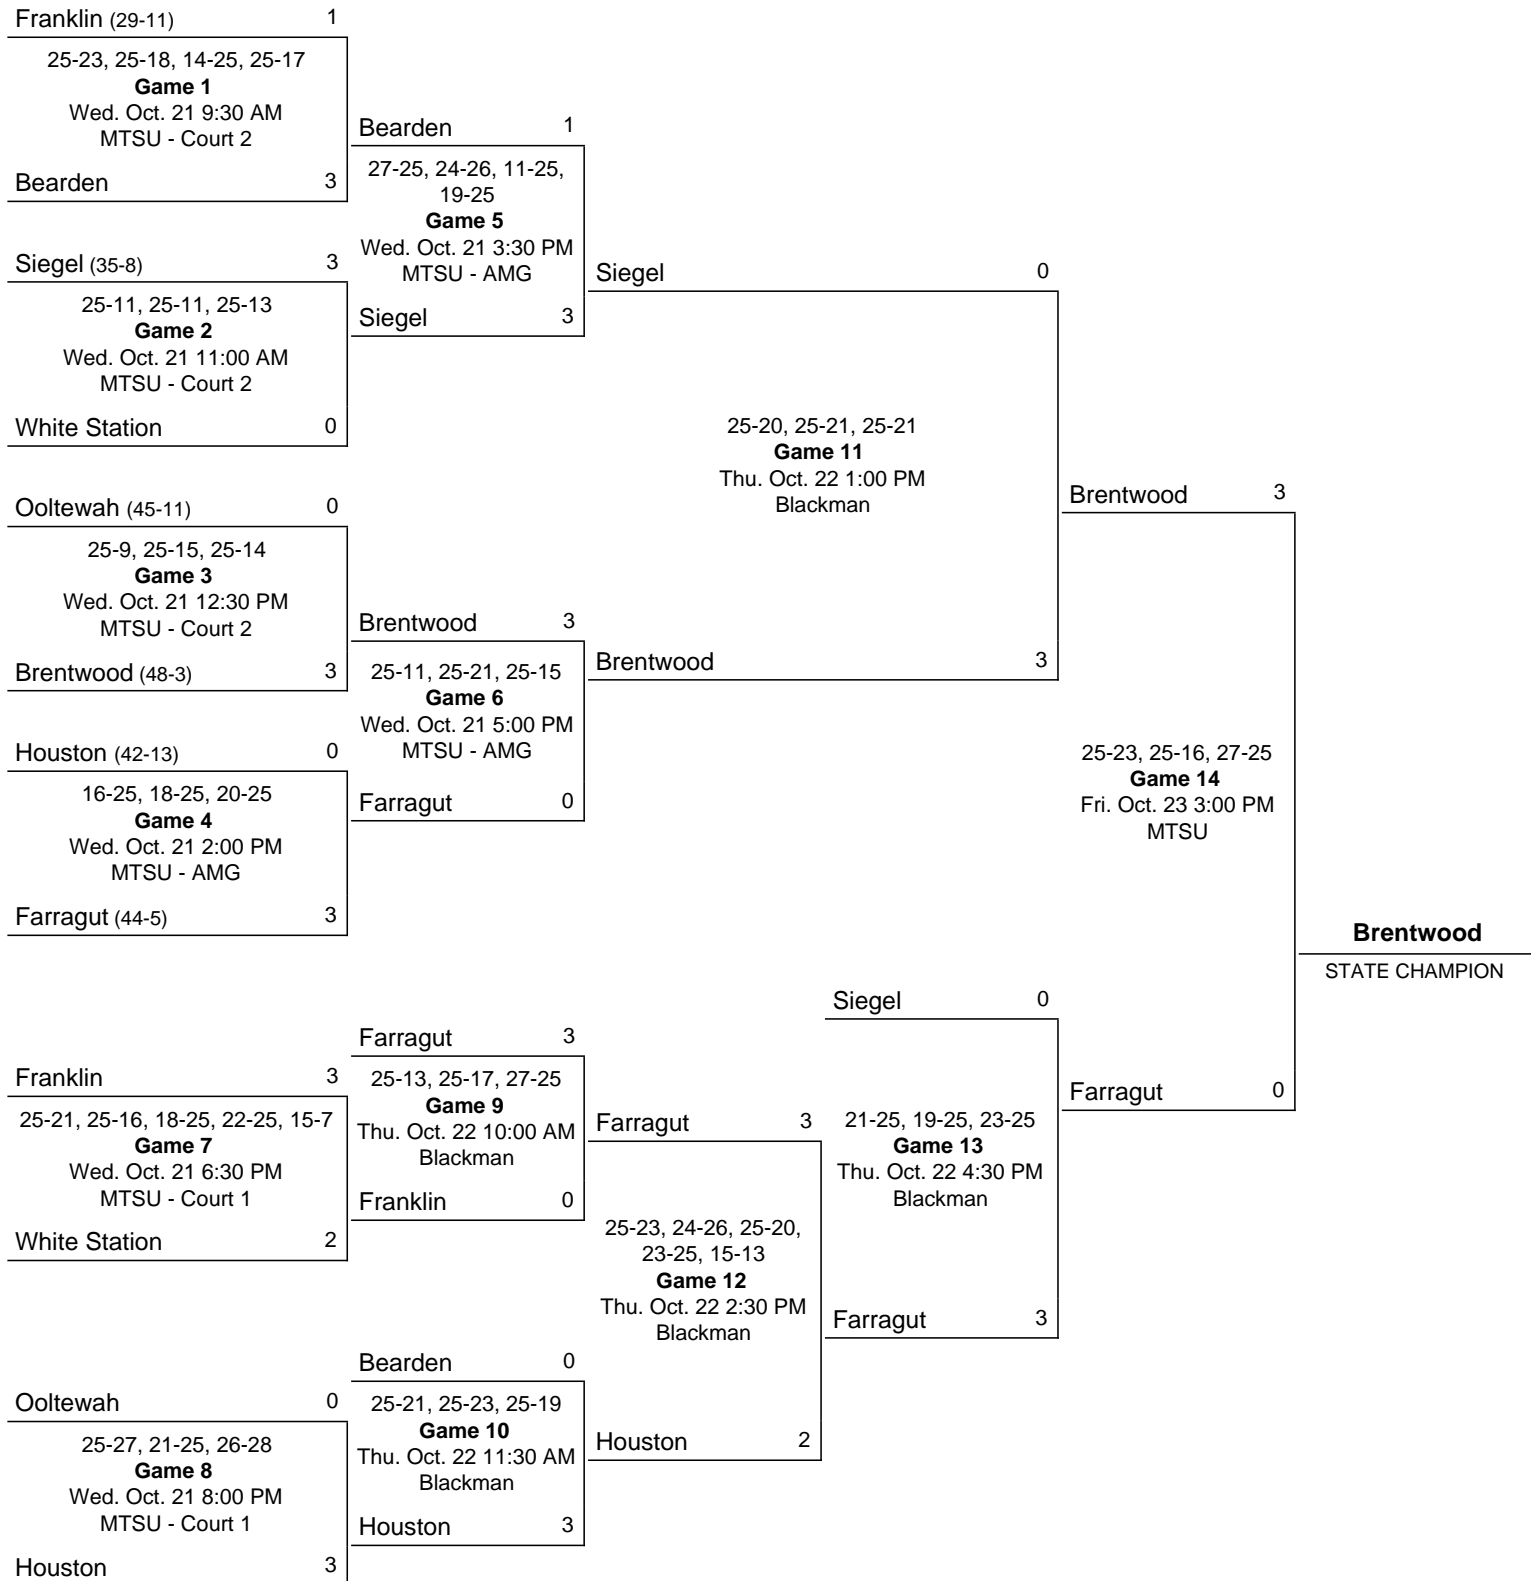 Franklin (29-11) 1
25-23, 25-18, 14-25, 25-17
Game 1
Wed. Oct. 21 9:30 AM
MTSU - Court 2
Bearden 3
Siegel (35-8) 3
25-11, 25-11, 25-13
Game 2
Wed. Oct. 21 11:00 AM
MTSU - Court 2
White Station 0
Ooltewah (45-11) 0
25-9, 25-15, 25-14
Game 3
Wed. Oct. 21 12:30 PM
MTSU - Court 2
Brentwood (48-3) 3
Houston (42-13) 0
16-25, 18-25, 20-25
Game 4
Wed. Oct. 21 2:00 PM
MTSU - AMG
Farragut (44-5) 3
Bearden 1
27-25, 24-26, 11-25,
19-25
Game 5
Wed. Oct. 21 3:30 PM
MTSU - AMG
Siegel 3
Brentwood 3
25-11, 25-21, 25-15
Game 6
Wed. Oct. 21 5:00 PM
MTSU - AMG
Farragut 0
Siegel 0
25-20, 25-21, 25-21
Game 11
Thu. Oct. 22 1:00 PM
Blackman
Brentwood 3
Brentwood 3
25-23, 25-16, 27-25
Game 14
Fri. Oct. 23 3:00 PM
MTSU
Farragut 0
Brentwood
STATE CHAMPION
Franklin 3
25-21, 25-16, 18-25, 22-25, 15-7
Game 7
Wed. Oct. 21 6:30 PM
MTSU - Court 1
White Station 2
Ooltewah 0
25-27, 21-25, 26-28
Game 8
Wed. Oct. 21 8:00 PM
MTSU - Court 1
Houston 3
Farragut 3
25-13, 25-17, 27-25
Game 9
Thu. Oct. 22 10:00 AM
Blackman
Franklin 0
Bearden 0
25-21, 25-23, 25-19
Game 10
Thu. Oct. 22 11:30 AM
Blackman
Houston 3
Farragut 3
25-23, 24-26, 25-20,
23-25, 15-13
Game 12
Thu. Oct. 22 2:30 PM
Blackman
Houston 2
Siegel 0
21-25, 19-25, 23-25
Game 13
Thu. Oct. 22 4:30 PM
Blackman
Farragut 3